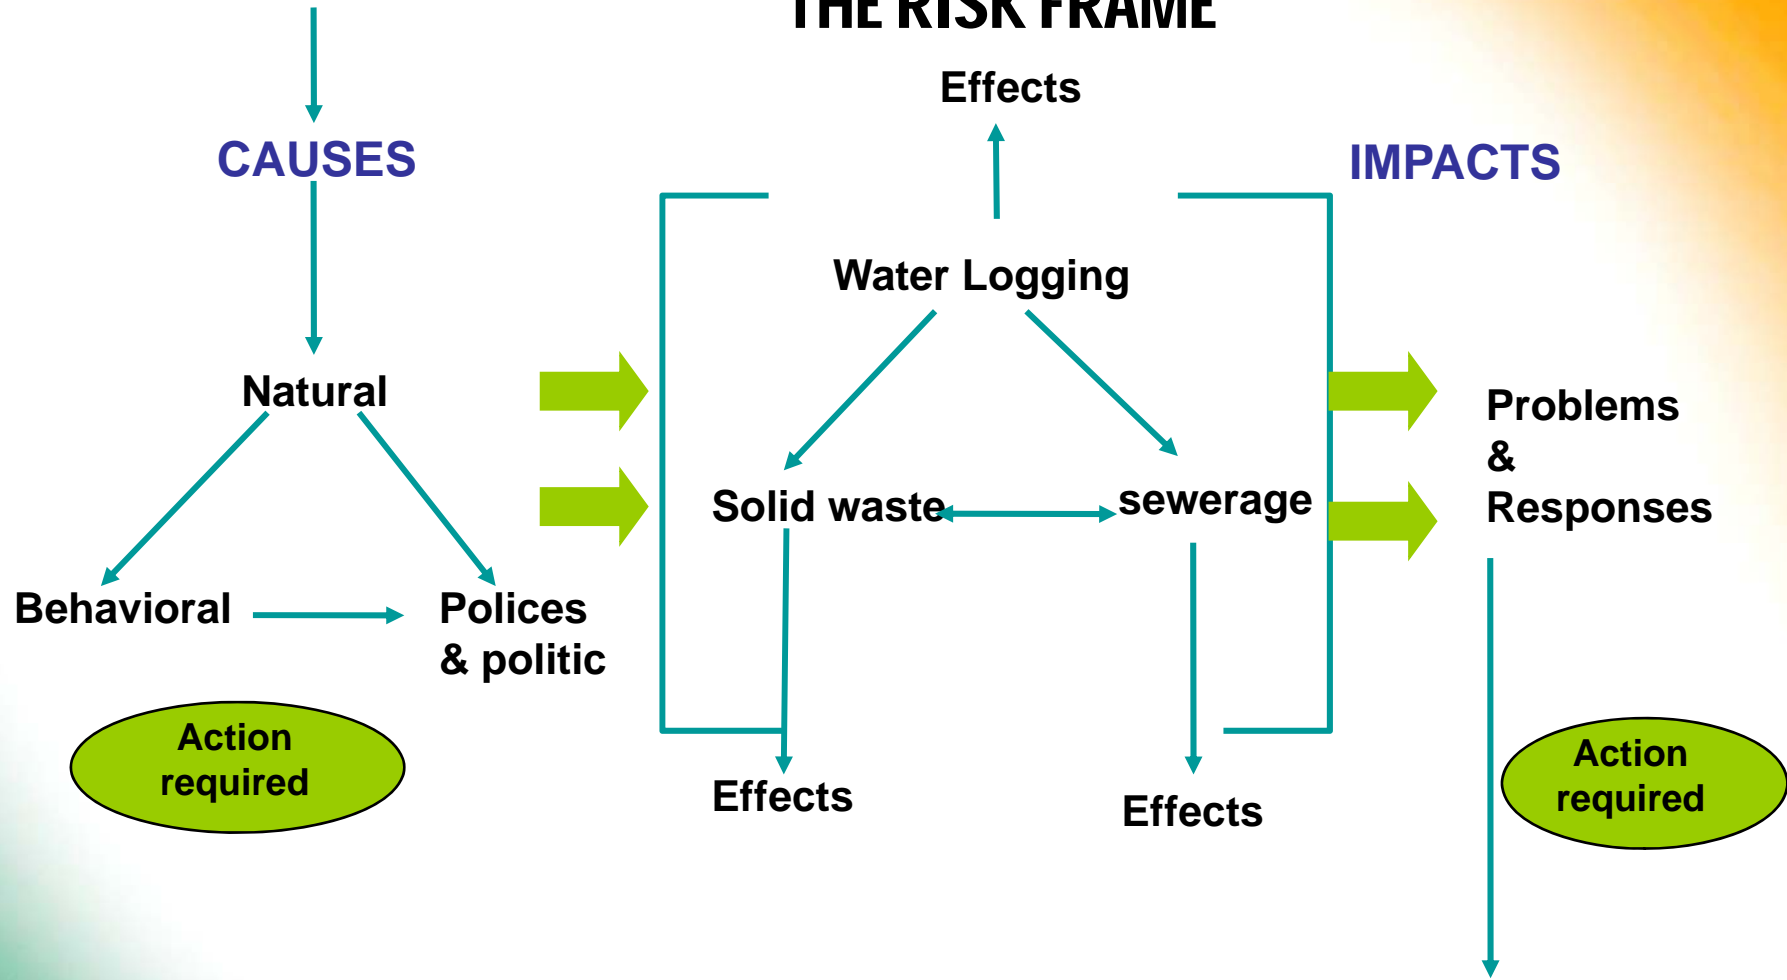 THE RISK FRAME
Effects
CAUSES
IMPACTS
Water Logging
Natural
Problems
&
Responses
Solid waste
sewerage
Behavioral
Polices
& politic
Action
required
Action
required
Effects
Effects